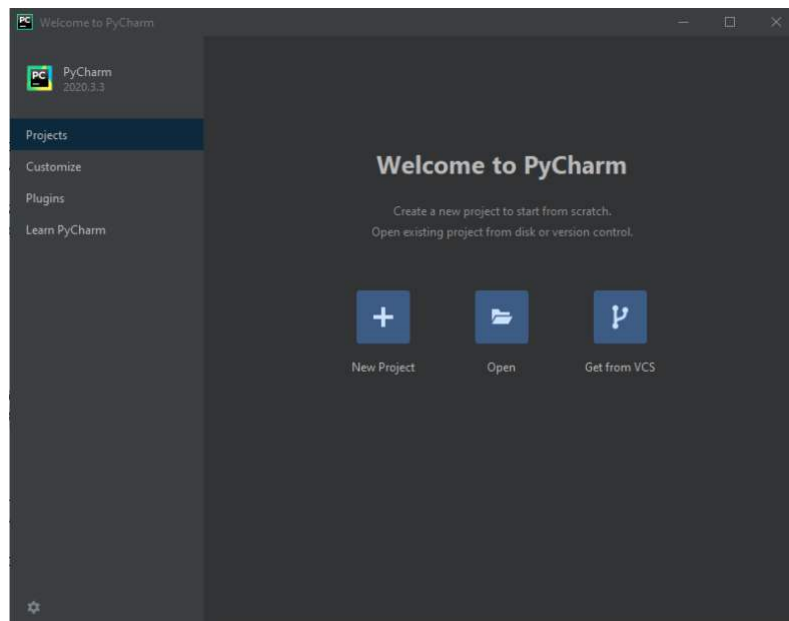 Welcome to PyCharm
PC PyCharm
2020.3.3
Projects
Customize
Plugins
Learn PyCharm
Welcome to PyCharm
Create a new project to start from scratch.
Open existing project from disk or version control.
New Project Open Get from VCS